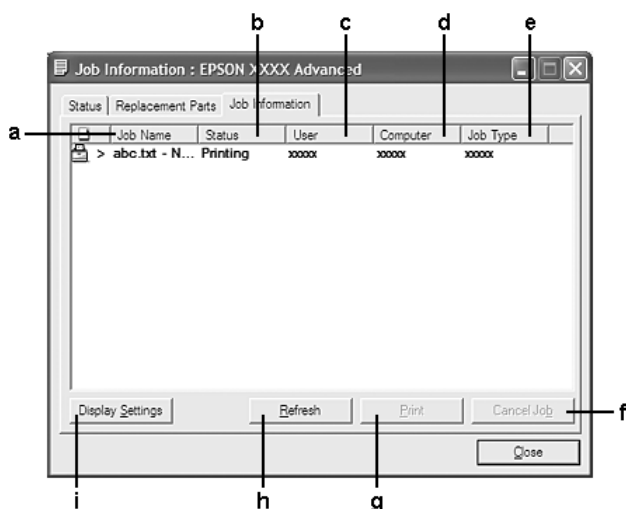 b c d e
Job Information : EPSON XXXX Advanced
Status Replacement Parts Job Information
a Job Name Status User Computer Job Type
> abc.txt - N... Printing xxxxx xxxxx xxxxx
Display Settings Refresh Print Cancel Job f
Close
i h g